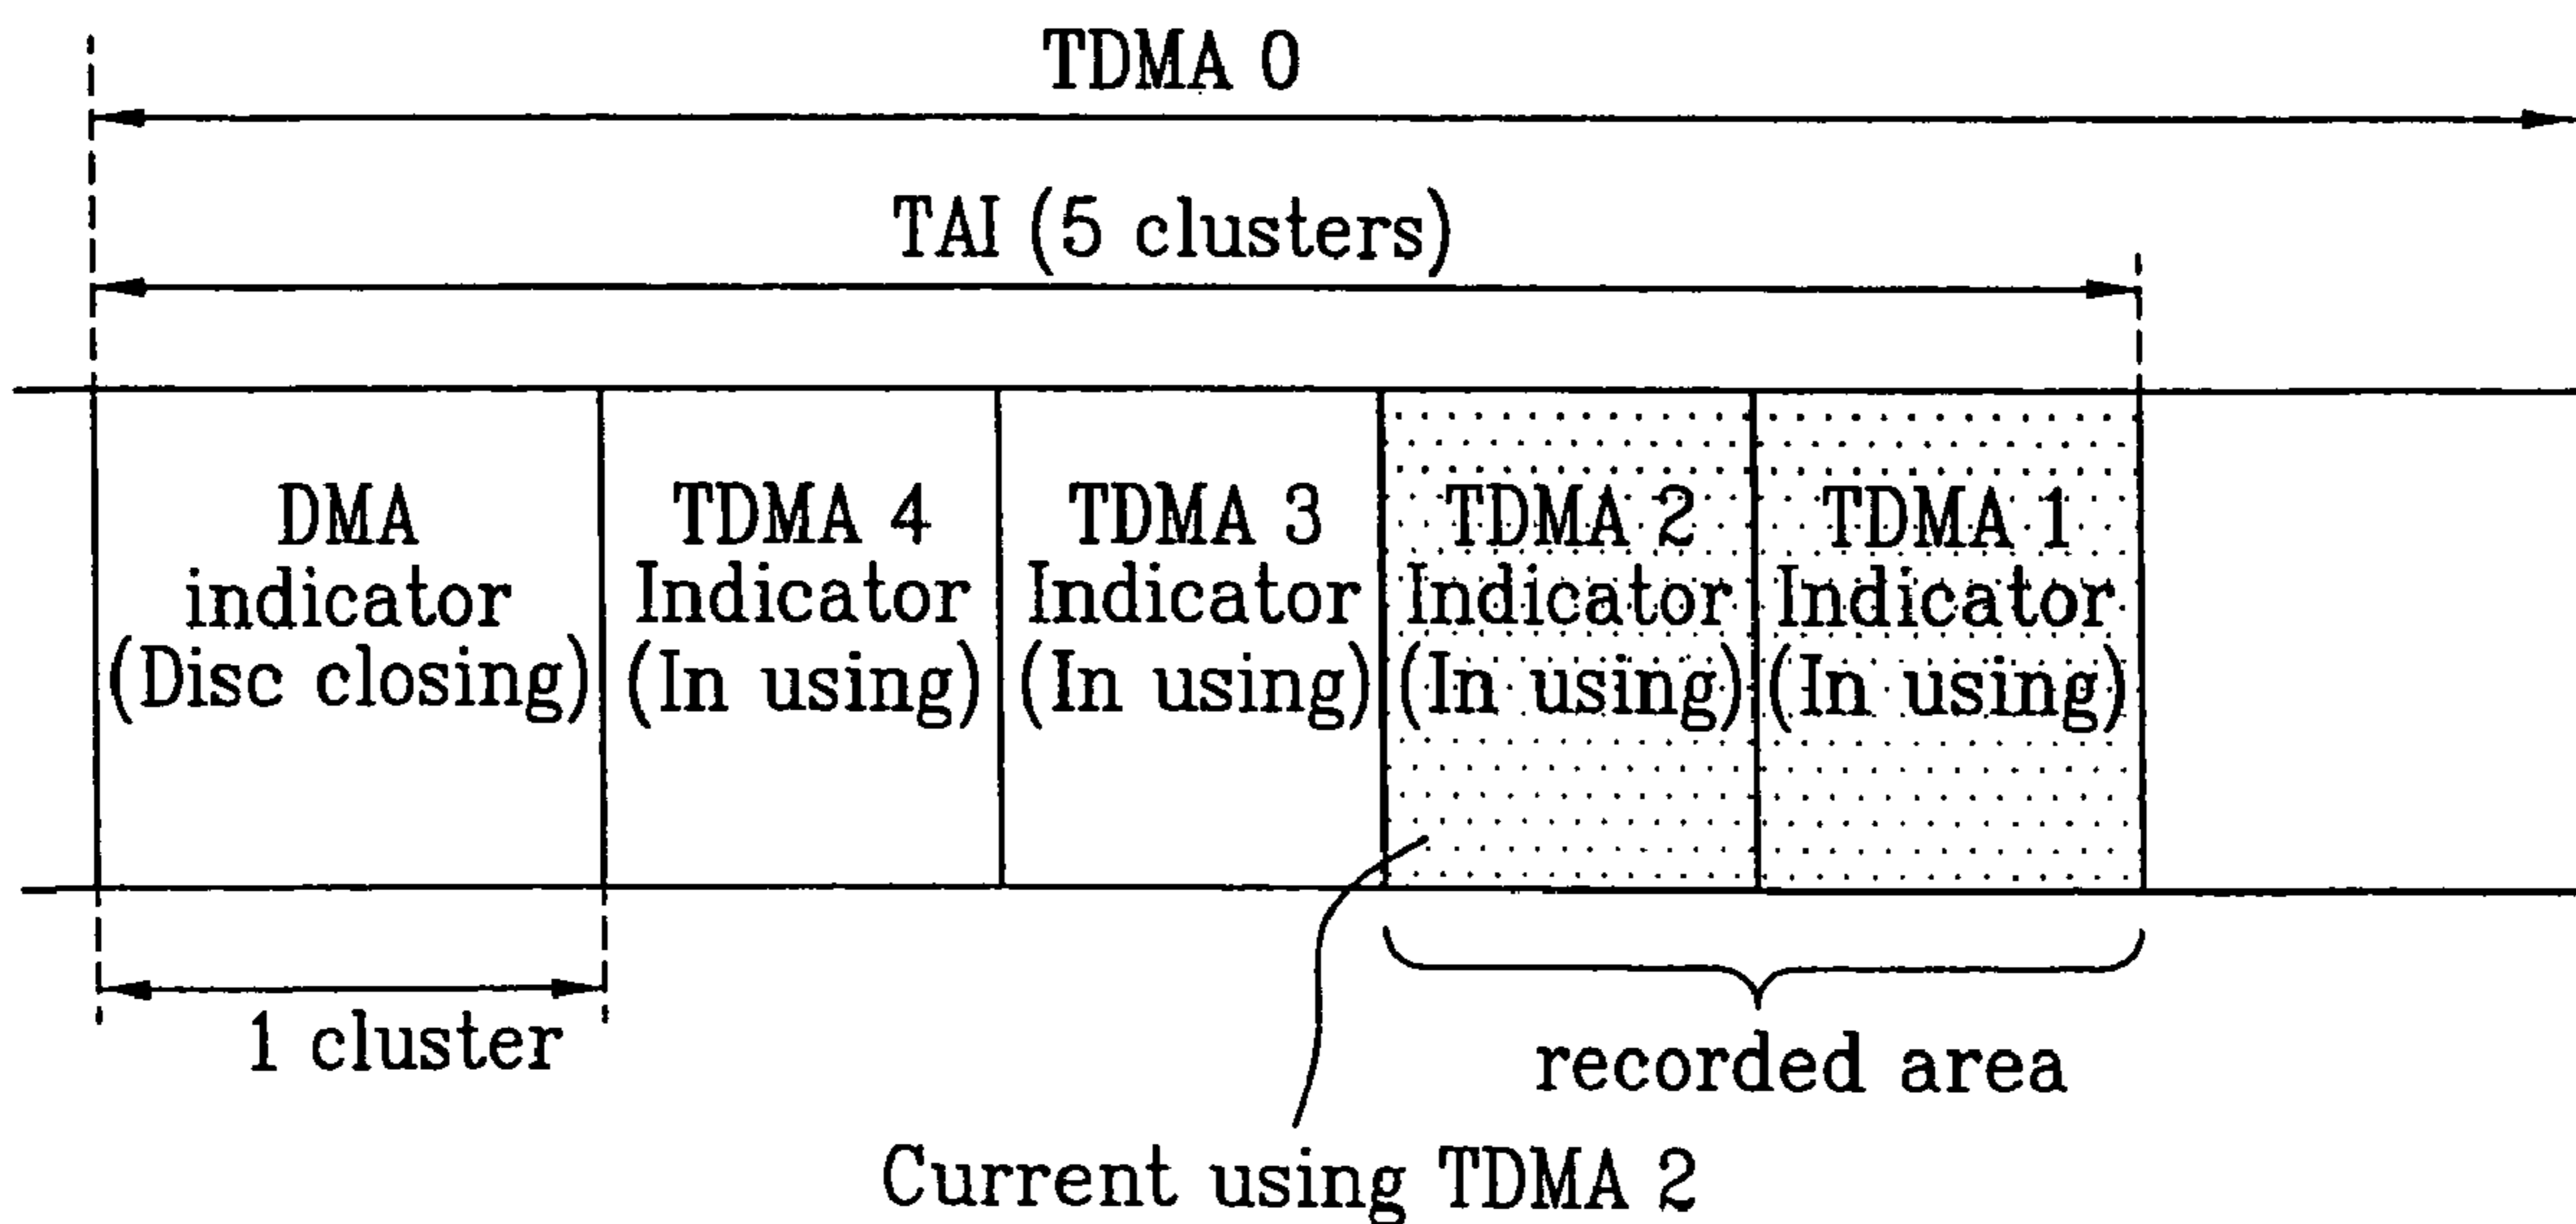 TDMA 0
TAI (5 clusters)
DMA
indicator
(Disc closing)
TDMA 4
Indicator
(In using)
TDMA 3
Indicator
(In using)
TDMA 2
Indicator
(In using)
TDMA 1
Indicator
(In using)
1 cluster
recorded area
Current using TDMA 2